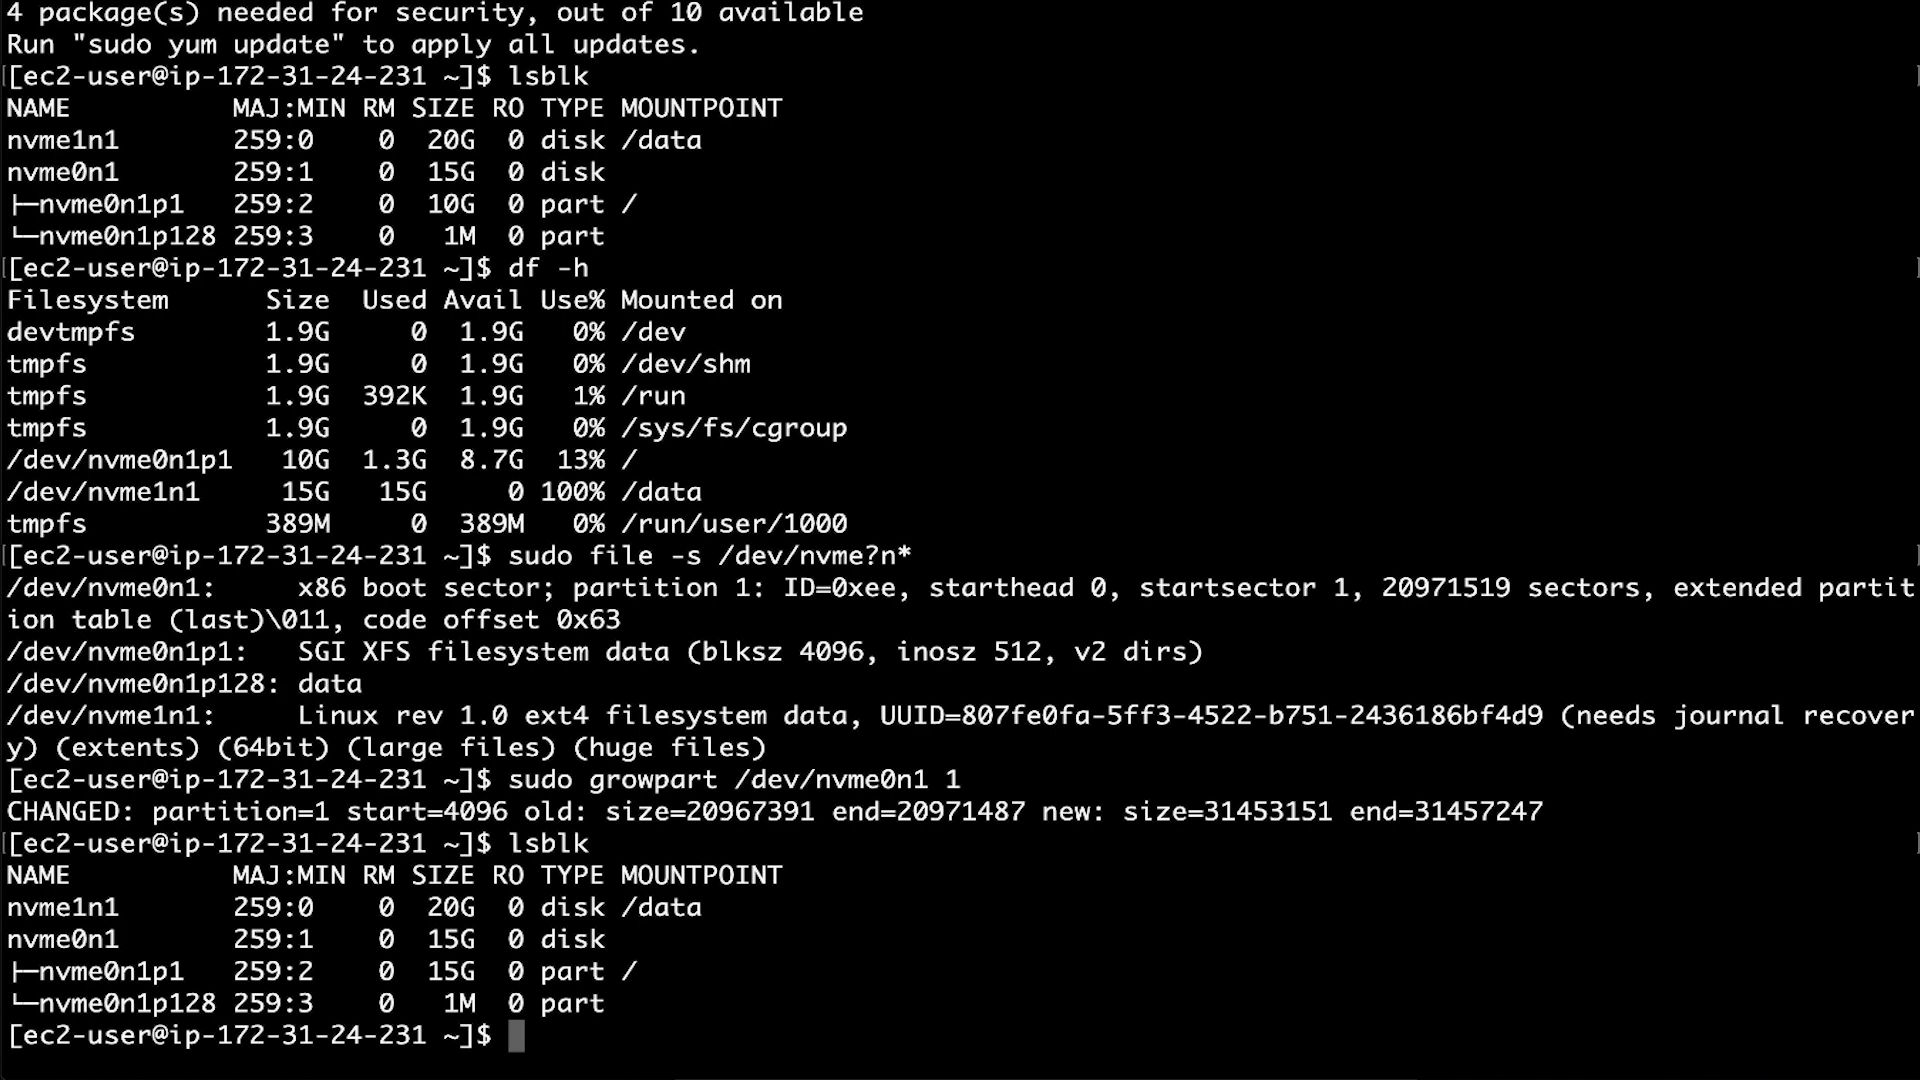 4 package(s) needed for security, out of 10 available
Run "sudo yum update" to apply all updates.
[ec2-user@ip-172-31-24-231 ~]$ lsblk
NAME          MAJ:MIN RM SIZE RO TYPE MOUNTPOINT
nvme1n1       259:0    0  20G  0 disk /data
nvme0n1       259:1    0  15G  0 disk
├─nvme0n1p1   259:2    0  10G  0 part /
└─nvme0n1p128 259:3    0   1M  0 part
[ec2-user@ip-172-31-24-231 ~]$ df -h
Filesystem      Size  Used Avail Use% Mounted on
devtmpfs        1.9G     0  1.9G   0% /dev
tmpfs           1.9G     0  1.9G   0% /dev/shm
tmpfs           1.9G  392K  1.9G   1% /run
tmpfs           1.9G     0  1.9G   0% /sys/fs/cgroup
/dev/nvme0n1p1   10G  1.3G  8.7G  13% /
/dev/nvme1n1     15G   15G     0 100% /data
tmpfs           389M     0  389M   0% /run/user/1000
[ec2-user@ip-172-31-24-231 ~]$ sudo file -s /dev/nvme?n*
/dev/nvme0n1:     x86 boot sector; partition 1: ID=0xee, starthead 0, startsector 1, 20971519 sectors, extended partit
ion table (last)\011, code offset 0x63
/dev/nvme0n1p1:   SGI XFS filesystem data (blksz 4096, inosz 512, v2 dirs)
/dev/nvme0n1p128: data
/dev/nvme1n1:     Linux rev 1.0 ext4 filesystem data, UUID=807fe0fa-5ff3-4522-b751-2436186bf4d9 (needs journal recover
y) (extents) (64bit) (large files) (huge files)
[ec2-user@ip-172-31-24-231 ~]$ sudo growpart /dev/nvme0n1 1
CHANGED: partition=1 start=4096 old: size=20967391 end=20971487 new: size=31453151 end=31457247
[ec2-user@ip-172-31-24-231 ~]$ lsblk
NAME          MAJ:MIN RM SIZE RO TYPE MOUNTPOINT
nvme1n1       259:0    0  20G  0 disk /data
nvme0n1       259:1    0  15G  0 disk
├─nvme0n1p1   259:2    0  15G  0 part /
└─nvme0n1p128 259:3    0   1M  0 part
[ec2-user@ip-172-31-24-231 ~]$